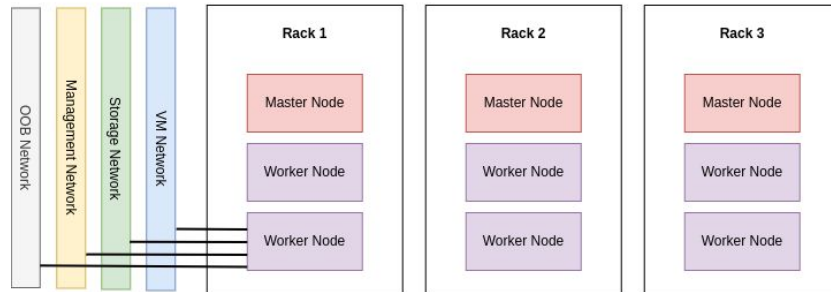 OOB Network
Management Network
Storage Network
VM Network
Rack 1
Master Node
Worker Node
Worker Node
Rack 2
Master Node
Worker Node
Worker Node
Rack 3
Master Node
Worker Node
Worker Node